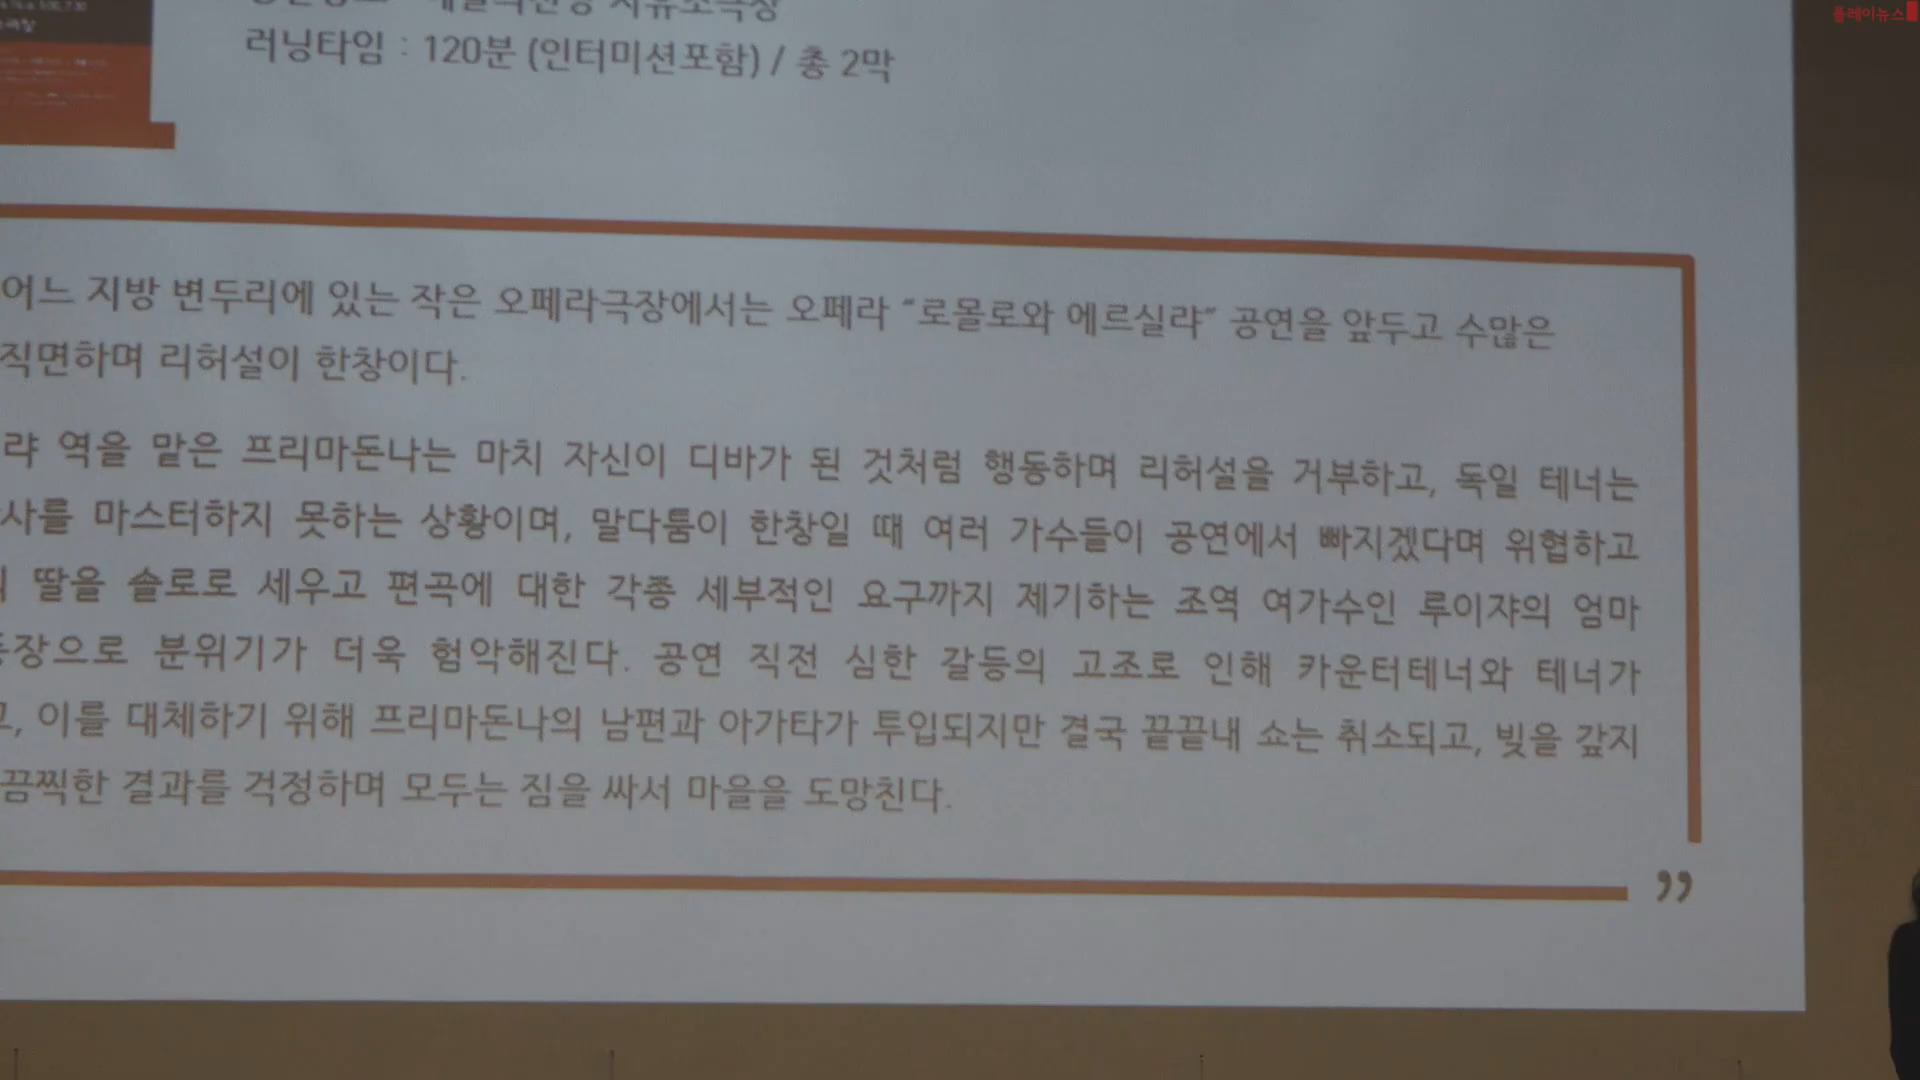 플레이뉴스
자유소극장
러닝타임 : 120분 (인터미션포함) / 총 2막
어느 지방 변두리에 있는 작은 오페라극장에서는 오페라 “로몰로와 에르실랴” 공연을 앞두고 수많은
직면하며 리허설이 한창이다.
랴 역을 맡은 프리마돈나는 마치 자신이 디바가 된 것처럼 행동하며 리허설을 거부하고, 독일 테너는
사를 마스터하지 못하는 상황이며, 말다툼이 한창일 때 여러 가수들이 공연에서 빠지겠다며 위협하고
딸을 솔로로 세우고 편곡에 대한 각종 세부적인 요구까지 제기하는 조역 여가수인 루이쟈의 엄마
등장으로 분위기가 더욱 험악해진다. 공연 직전 심한 갈등의 고조로 인해 카운터테너와 테너가
고, 이를 대체하기 위해 프리마돈나의 남편과 아가타가 투입되지만 결국 끝끝내 쇼는 취소되고, 빚을 갚지
끔찍한 결과를 걱정하며 모두는 짐을 싸서 마을을 도망친다.
”